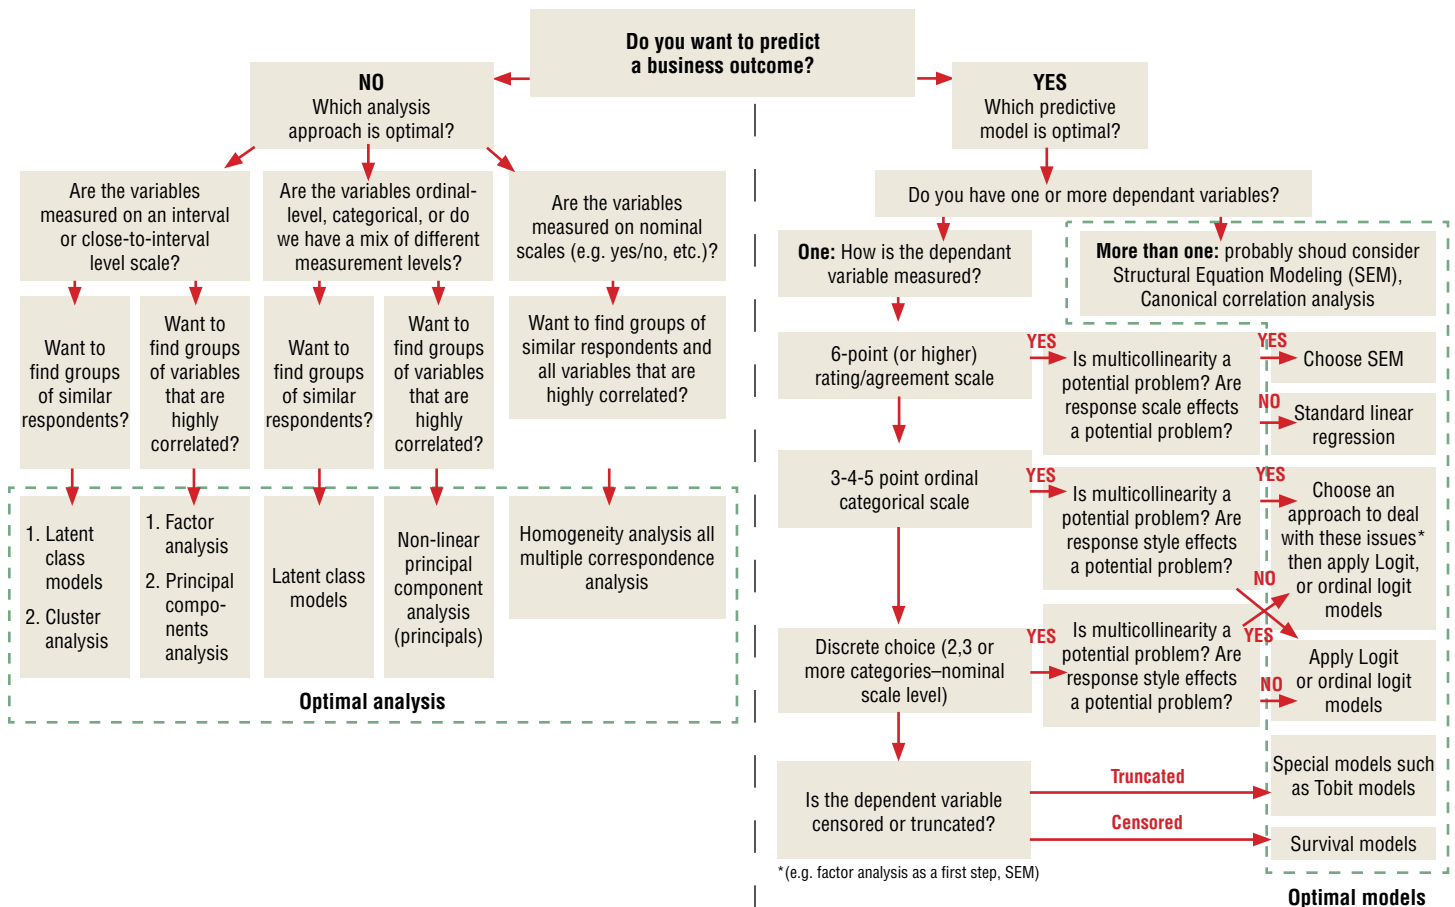 Do you want to predict
a business outcome?
NO
Which analysis
approach is optimal?
YES
Which predictive
model is optimal?
Are the variables
measured on an interval
or close-to-interval
level scale?
Are the variables ordinal-
level, categorical, or do
we have a mix of different
measurement levels?
Are the variables
measured on nominal
scales (e.g. yes/no, etc.)?
Want to
find groups
of similar
respondents?
Want to
find groups
of variables
that are
highly
correlated?
Want to
find groups
of similar
respondents?
Want to
find groups
of variables
that are
highly
correlated?
Want to find groups of
similar respondents and
all variables that are
highly correlated?
1. Latent
class
models
2. Cluster
analysis
1. Factor
analysis
2. Principal
compo-
nents
analysis
Latent class
models
Non-linear
principal
component
analysis
(principals)
Homogeneity analysis all
multiple correspondence
analysis
Optimal analysis
Do you have one or more dependant variables?
One: How is the dependant
variable measured?
More than one: probably shoud consider
Structural Equation Modeling (SEM),
Canonical correlation analysis
6-point (or higher)
rating/agreement scale
YES
Is multicollinearity a
potential problem? Are
response scale effects
a potential problem?
YES
Choose SEM
NO
Standard linear
regression
3-4-5 point ordinal
categorical scale
YES
Is multicollinearity a
potential problem? Are
response style effects
a potential problem?
YES
Choose an
approach to deal
with these issues*
then apply Logit,
or ordinal logit
models
NO
Discrete choice (2,3 or
more categories–nominal
scale level)
YES
Is multicollinearity a
potential problem? Are
response style effects
a potential problem?
YES
NO
Apply Logit
or ordinal logit
models
Is the dependent variable
censored or truncated?
Truncated
Special models such
as Tobit models
Censored
Survival models
*(e.g. factor analysis as a first step, SEM)
Optimal models